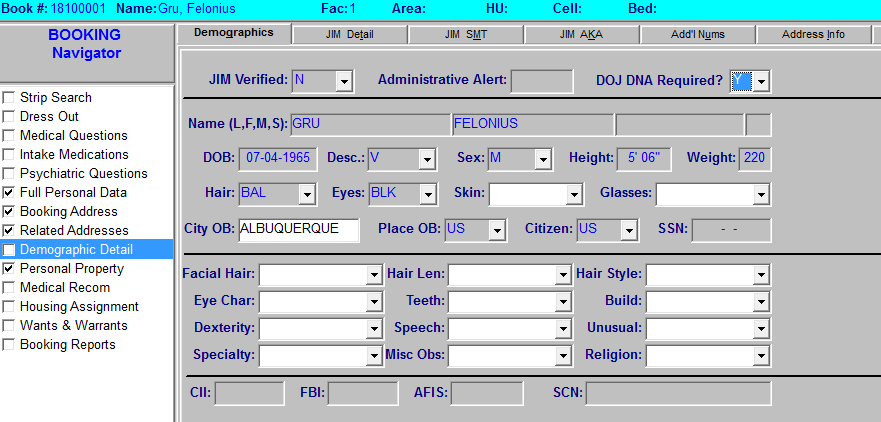 Book #: 18100001 Name: Gru, Felonius Fac: 1 Area: HU: Cell: Bed:
BOOKING
Navigator
Strip Search
Dress Out
Medical Questions
Intake Medications
Psychiatric Questions
Full Personal Data
Booking Address
Related Addresses
Demographic Detail
Personal Property
Medical Recom
Housing Assignment
Wants & Warrants
Booking Reports
Demographics JIM Detail JIM SMT JIM AKA Add'l Nums Address Info
JIM Verified: N Administrative Alert: DOJ DNA Required? Y
Name (L,F,M,S): GRU FELONIUS
DOB: 07-04-1965 Desc.: V Sex: M Height: 5' 06" Weight: 220
Hair: BAL Eyes: BLK Skin: Glasses:
City OB: ALBUQUERQUE Place OB: US Citizen: US SSN: - -
Facial Hair: Hair Len: Hair Style:
Eye Char: Teeth: Build:
Dexterity: Speech: Unusual:
Specialty: Misc Obs: Religion:
CII: FBI: AFIS: SCN: